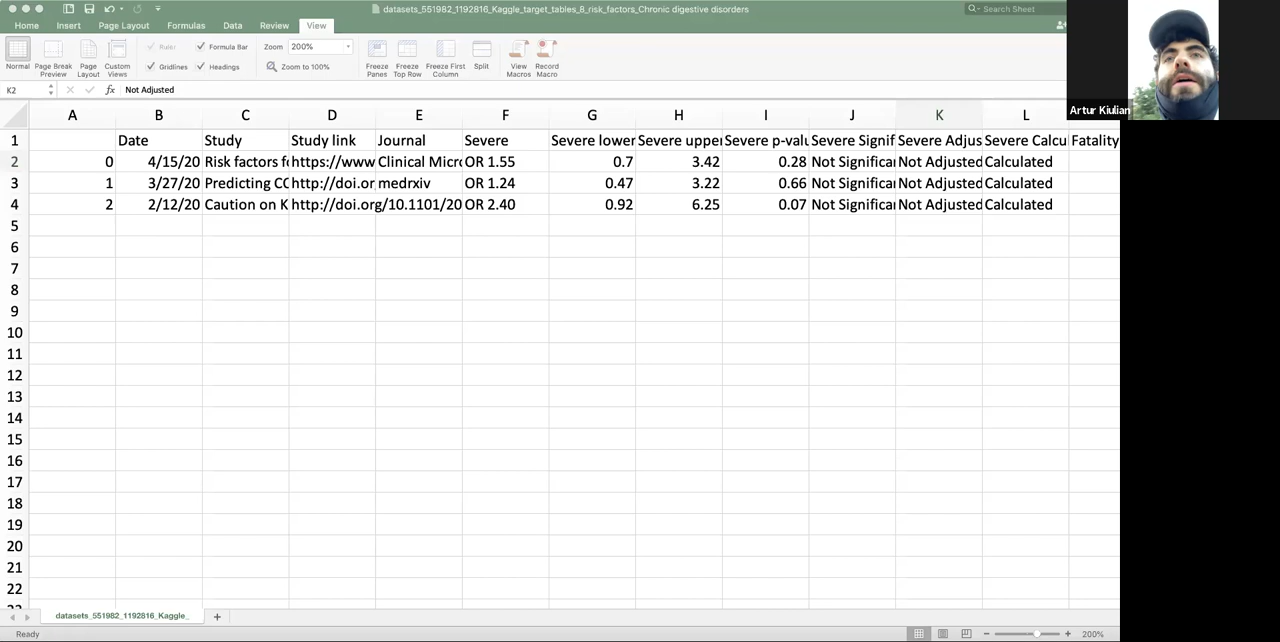 datasets_551982_1192816_Kaggle_target_tables_8_risk_factors_Chronic digestive disorders
Search Sheet
Home Insert Page Layout Formulas Data Review View
Normal Page Break Preview Page Layout Custom Views
Ruler Formula Bar
Gridlines Headings
Zoom 200%
Zoom to 100%
Freeze Panes Freeze Top Row Freeze First Column Split View Macros Record Macro
K2 fx Not Adjusted
Artur Kiulian
A B C D E F G H I J K L
1 Date Study Study link Journal Severe Severe lower Severe upper Severe p-valu Severe Signif Severe Adjus Severe Calcu Fatality
2 0 4/15/20 Risk factors f https://www Clinical Micro OR 1.55 0.7 3.42 0.28 Not Significan Not Adjusted Calculated
3 1 3/27/20 Predicting CO http://doi.or medrxiv OR 1.24 0.47 3.22 0.66 Not Significan Not Adjusted Calculated
4 2 2/12/20 Caution on K http://doi.org/10.1101/20 OR 2.40 0.92 6.25 0.07 Not Significan Not Adjusted Calculated
5
6
7
8
9
10
11
12
13
14
15
16
17
18
19
20
21
22
datasets_551982_1192816_Kaggle_ +
Ready 200%